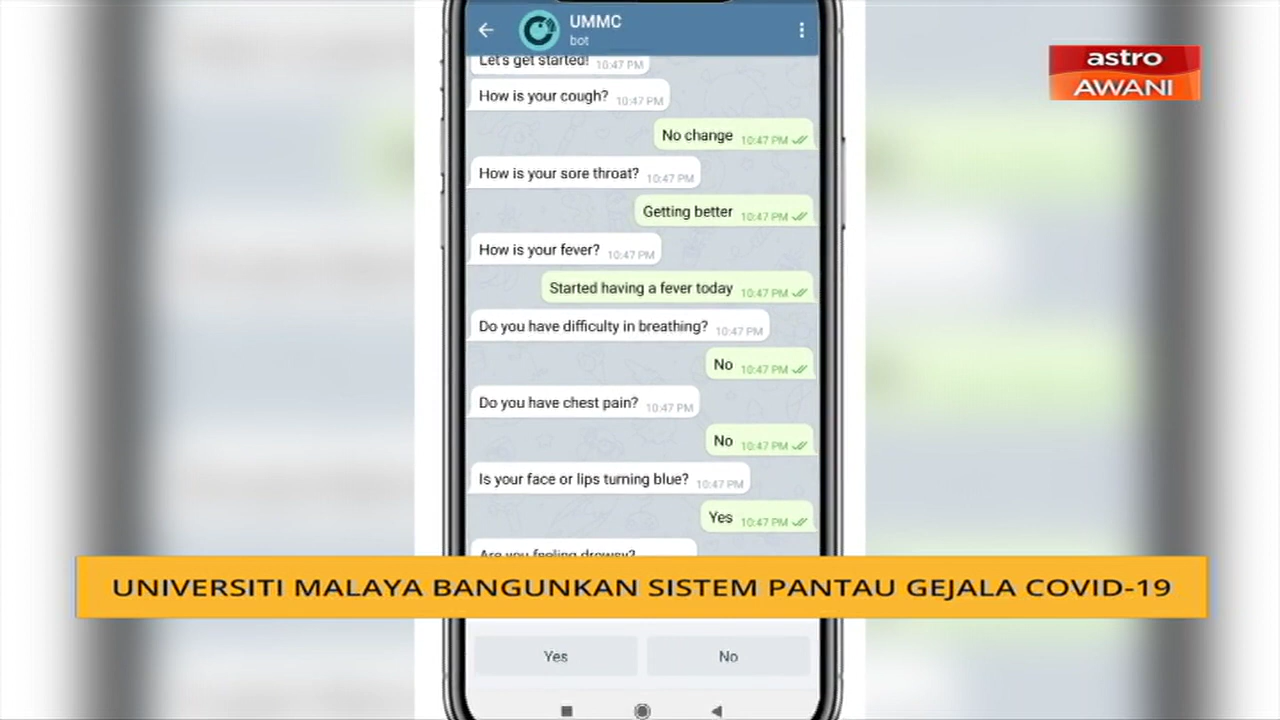 UMMC
bot
astro
AWANI
Let's get started! 10:47 PM
How is your cough? 10:47 PM
No change 10:47 PM
How is your sore throat? 10:47 PM
Getting better 10:47 PM
How is your fever? 10:47 PM
Started having a fever today 10:47 PM
Do you have difficulty in breathing? 10:47 PM
No 10:47 PM
Do you have chest pain? 10:47 PM
No 10:47 PM
Is your face or lips turning blue? 10:47 PM
Yes 10:47 PM
Are you feeling drowsy?
UNIVERSITI MALAYA BANGUNKAN SISTEM PANTAU GEJALA COVID-19
Yes No